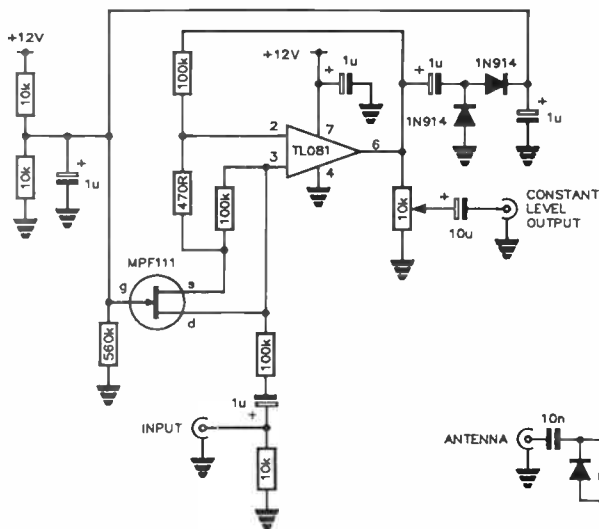 +12V
10k
10k
+
1u
100k
470R
100k
+12V
+
1u
2
3
7
TL081
4
6
+
1u
1N914
1N914
+
1u
10k
+
10u
CONSTANT
LEVEL
OUTPUT
MPF111
g
s
d
560k
100k
1u
+
INPUT
10k
ANTENNA
10n